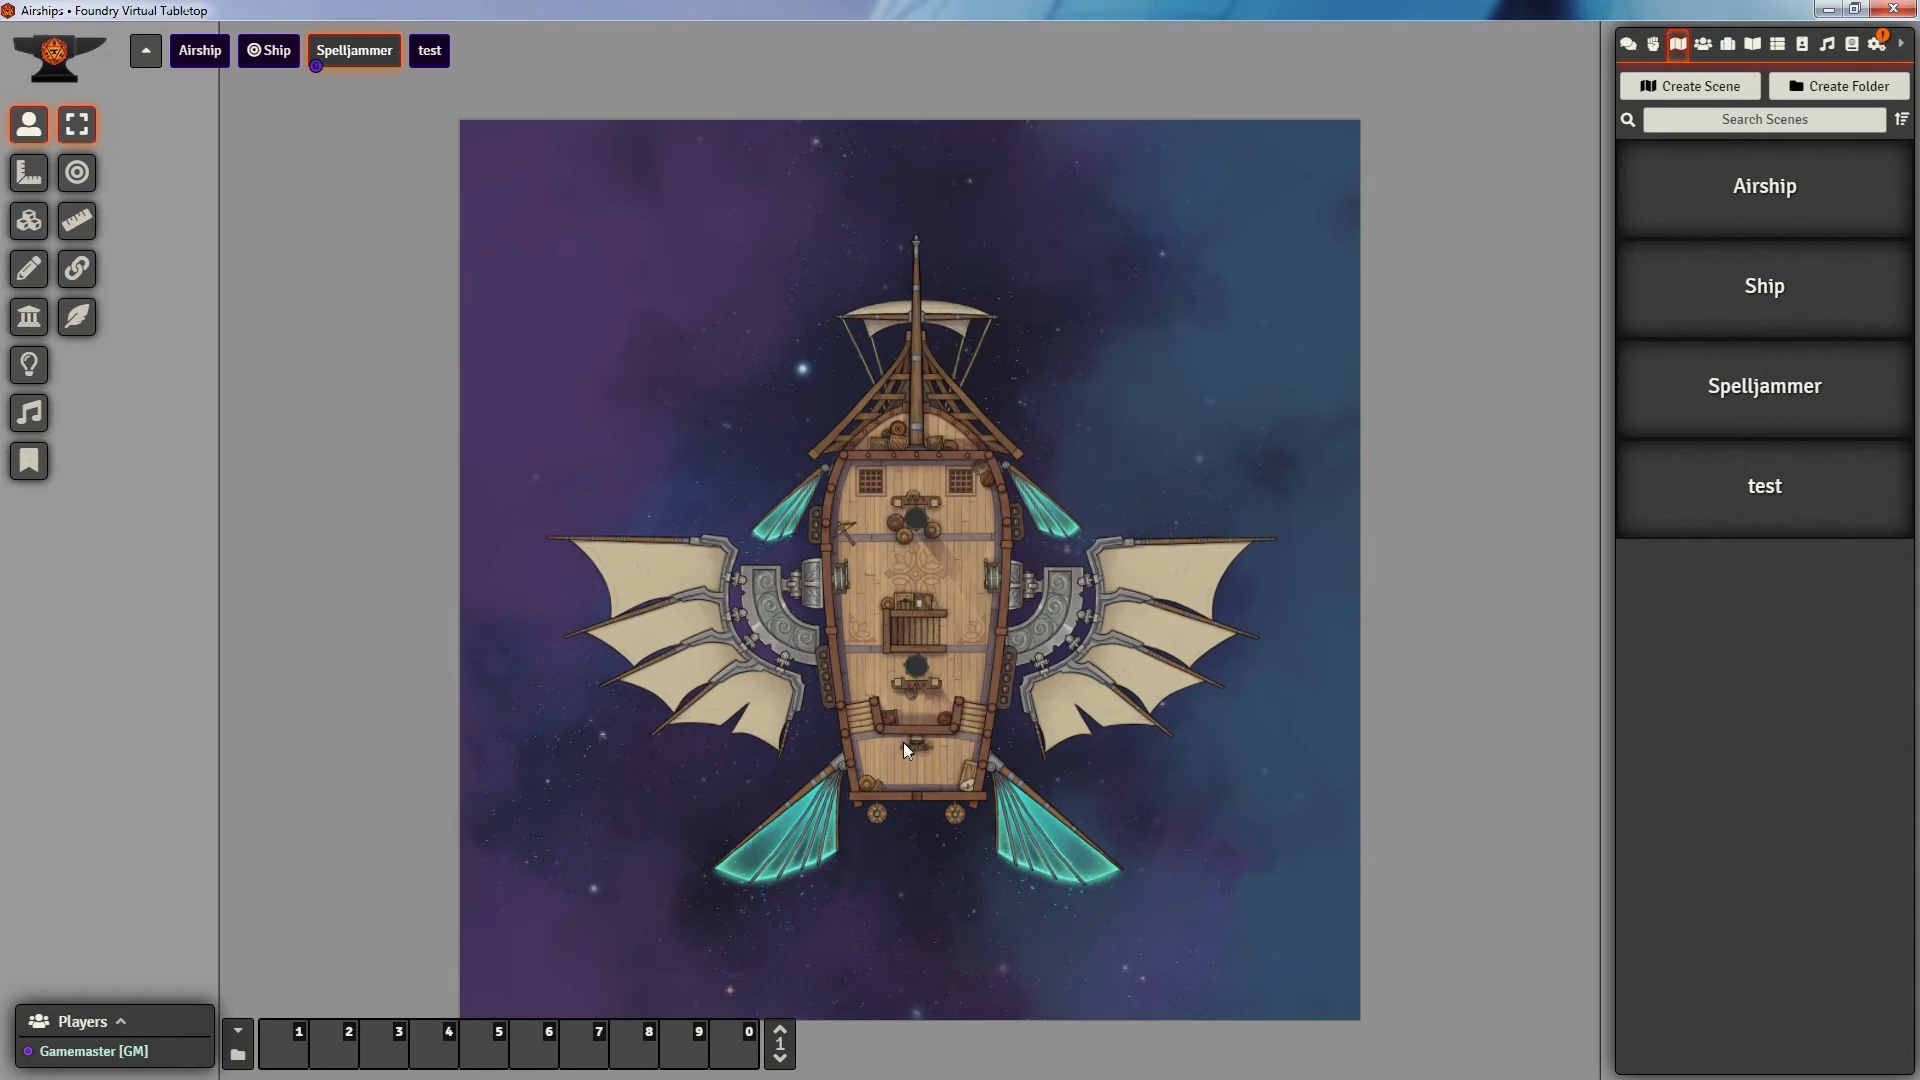 Airships • Foundry Virtual Tabletop
Airship
Ship
Spelljammer
G
test
Create Scene
Create Folder
Search Scenes
Airship
Ship
Spelljammer
test
Players
Gamemaster [GM]
1
2
3
4
5
6
7
8
9
0
1